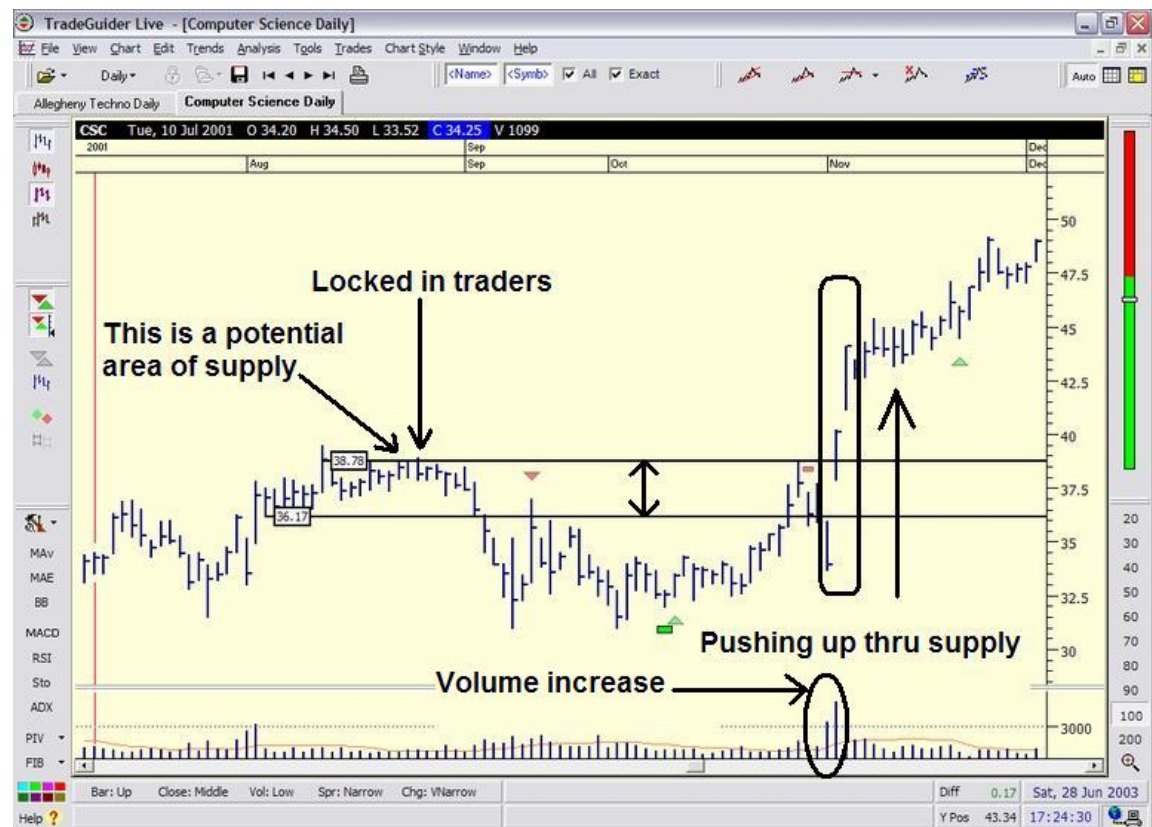 TradeGuider Live - [Computer Science Daily]
File View Chart Edit Trends Analysis Tools Trades Chart Style Window Help
Daily <Name> <Symb> All Exact Auto
Allegheny Techno Daily Computer Science Daily
CSC Tue, 10 Jul 2001 O 34.20 H 34.50 L 33.52 C 34.25 V 1099
2001 Sep Dec
Aug Sep Oct Nov Dec
50
Locked in traders
47.5
This is a potential
area of supply
45
42.5
40
38.78
37.5
36.17
35
32.5
30
Pushing up thru supply
Volume increase
3000
MAv
MAE
BB
MACD
RSI
Sto
ADX
PIV
FIB
20
30
40
50
60
70
80
90
100
200
Bar: Up Close: Middle Vol: Low Spr: Narrow Chg: VNarrow Diff 0.17 Sat, 28 Jun 2003
Help ? Y Pos 43.34 17:24:30